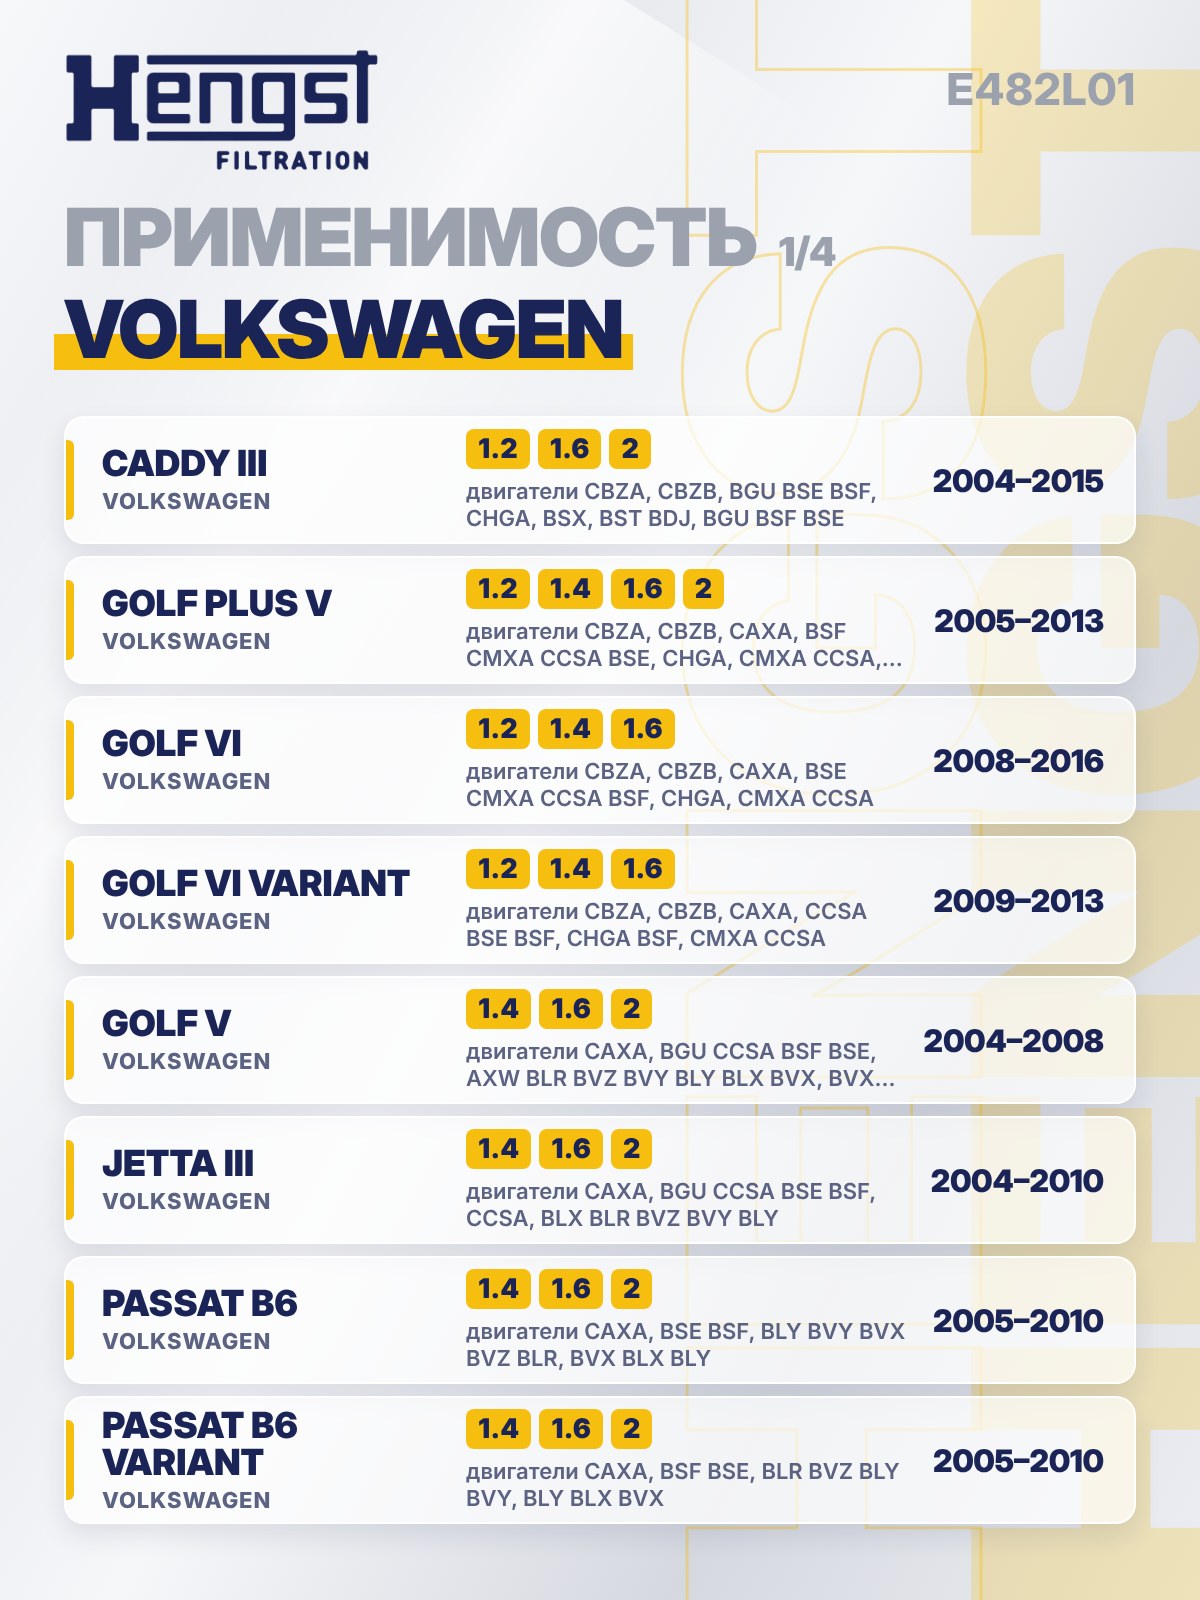 Hengst
FILTRATION
E482L01
ПРИМЕНИМОСТЬ 1/4
VOLKSWAGEN
CADDY III
VOLKSWAGEN
1.2 1.6 2
двигатели CBZA, CBZB, BGU BSE BSF,
CHGA, BSX, BST BDJ, BGU BSF BSE
2004–2015
GOLF PLUS V
VOLKSWAGEN
1.2 1.4 1.6 2
двигатели CBZA, CBZB, CAXA, BSF
CMXA CCSA BSE, CHGA, CMXA CCSA,...
2005–2013
GOLF VI
VOLKSWAGEN
1.2 1.4 1.6
двигатели CBZA, CBZB, CAXA, BSE
CMXA CCSA BSF, CHGA, CMXA CCSA
2008–2016
GOLF VI VARIANT
VOLKSWAGEN
1.2 1.4 1.6
двигатели CBZA, CBZB, CAXA, CCSA
BSE BSF, CHGA BSF, CMXA CCSA
2009–2013
GOLF V
VOLKSWAGEN
1.4 1.6 2
двигатели CAXA, BGU CCSA BSF BSE,
AXW BLR BVZ BVY BLY BLX BVX, BVX...
2004–2008
JETTA III
VOLKSWAGEN
1.4 1.6 2
двигатели CAXA, BGU CCSA BSE BSF,
CCSA, BLX BLR BVZ BVY BLY
2004–2010
PASSAT B6
VOLKSWAGEN
1.4 1.6 2
двигатели CAXA, BSE BSF, BLY BVY BVX
BVZ BLR, BVX BLX BLY
2005–2010
PASSAT B6
VARIANT
VOLKSWAGEN
1.4 1.6 2
двигатели CAXA, BSF BSE, BLR BVZ BLY
BVY, BLY BLX BVX
2005–2010
HENGST
HENGST